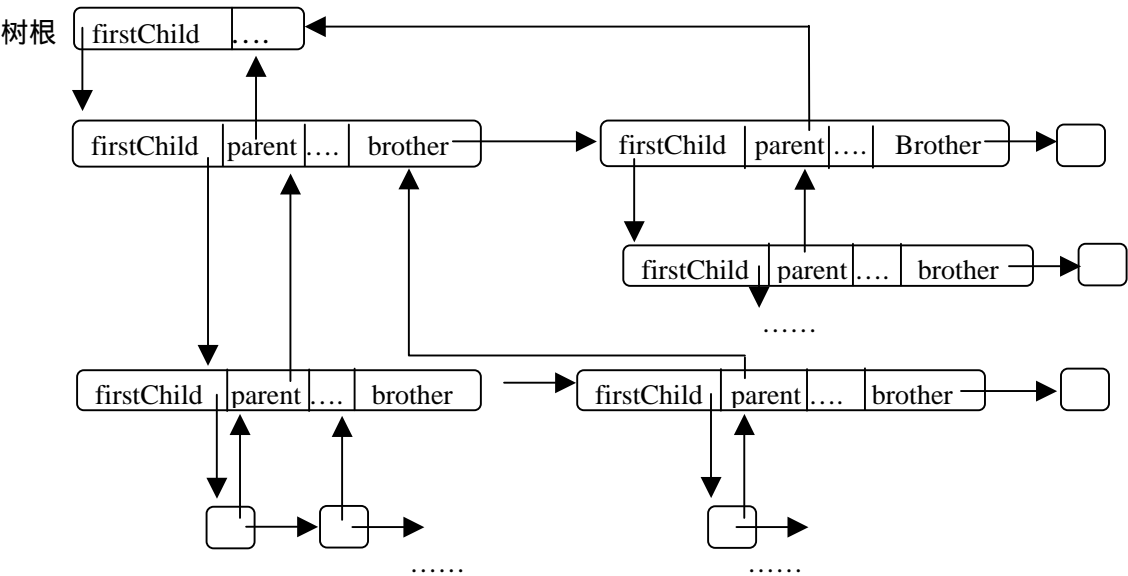 树根 firstChild ….
firstChild parent …. brother firstChild parent …. Brother
firstChild parent …. brother
……
firstChild parent …. brother firstChild parent …. brother
…… ……